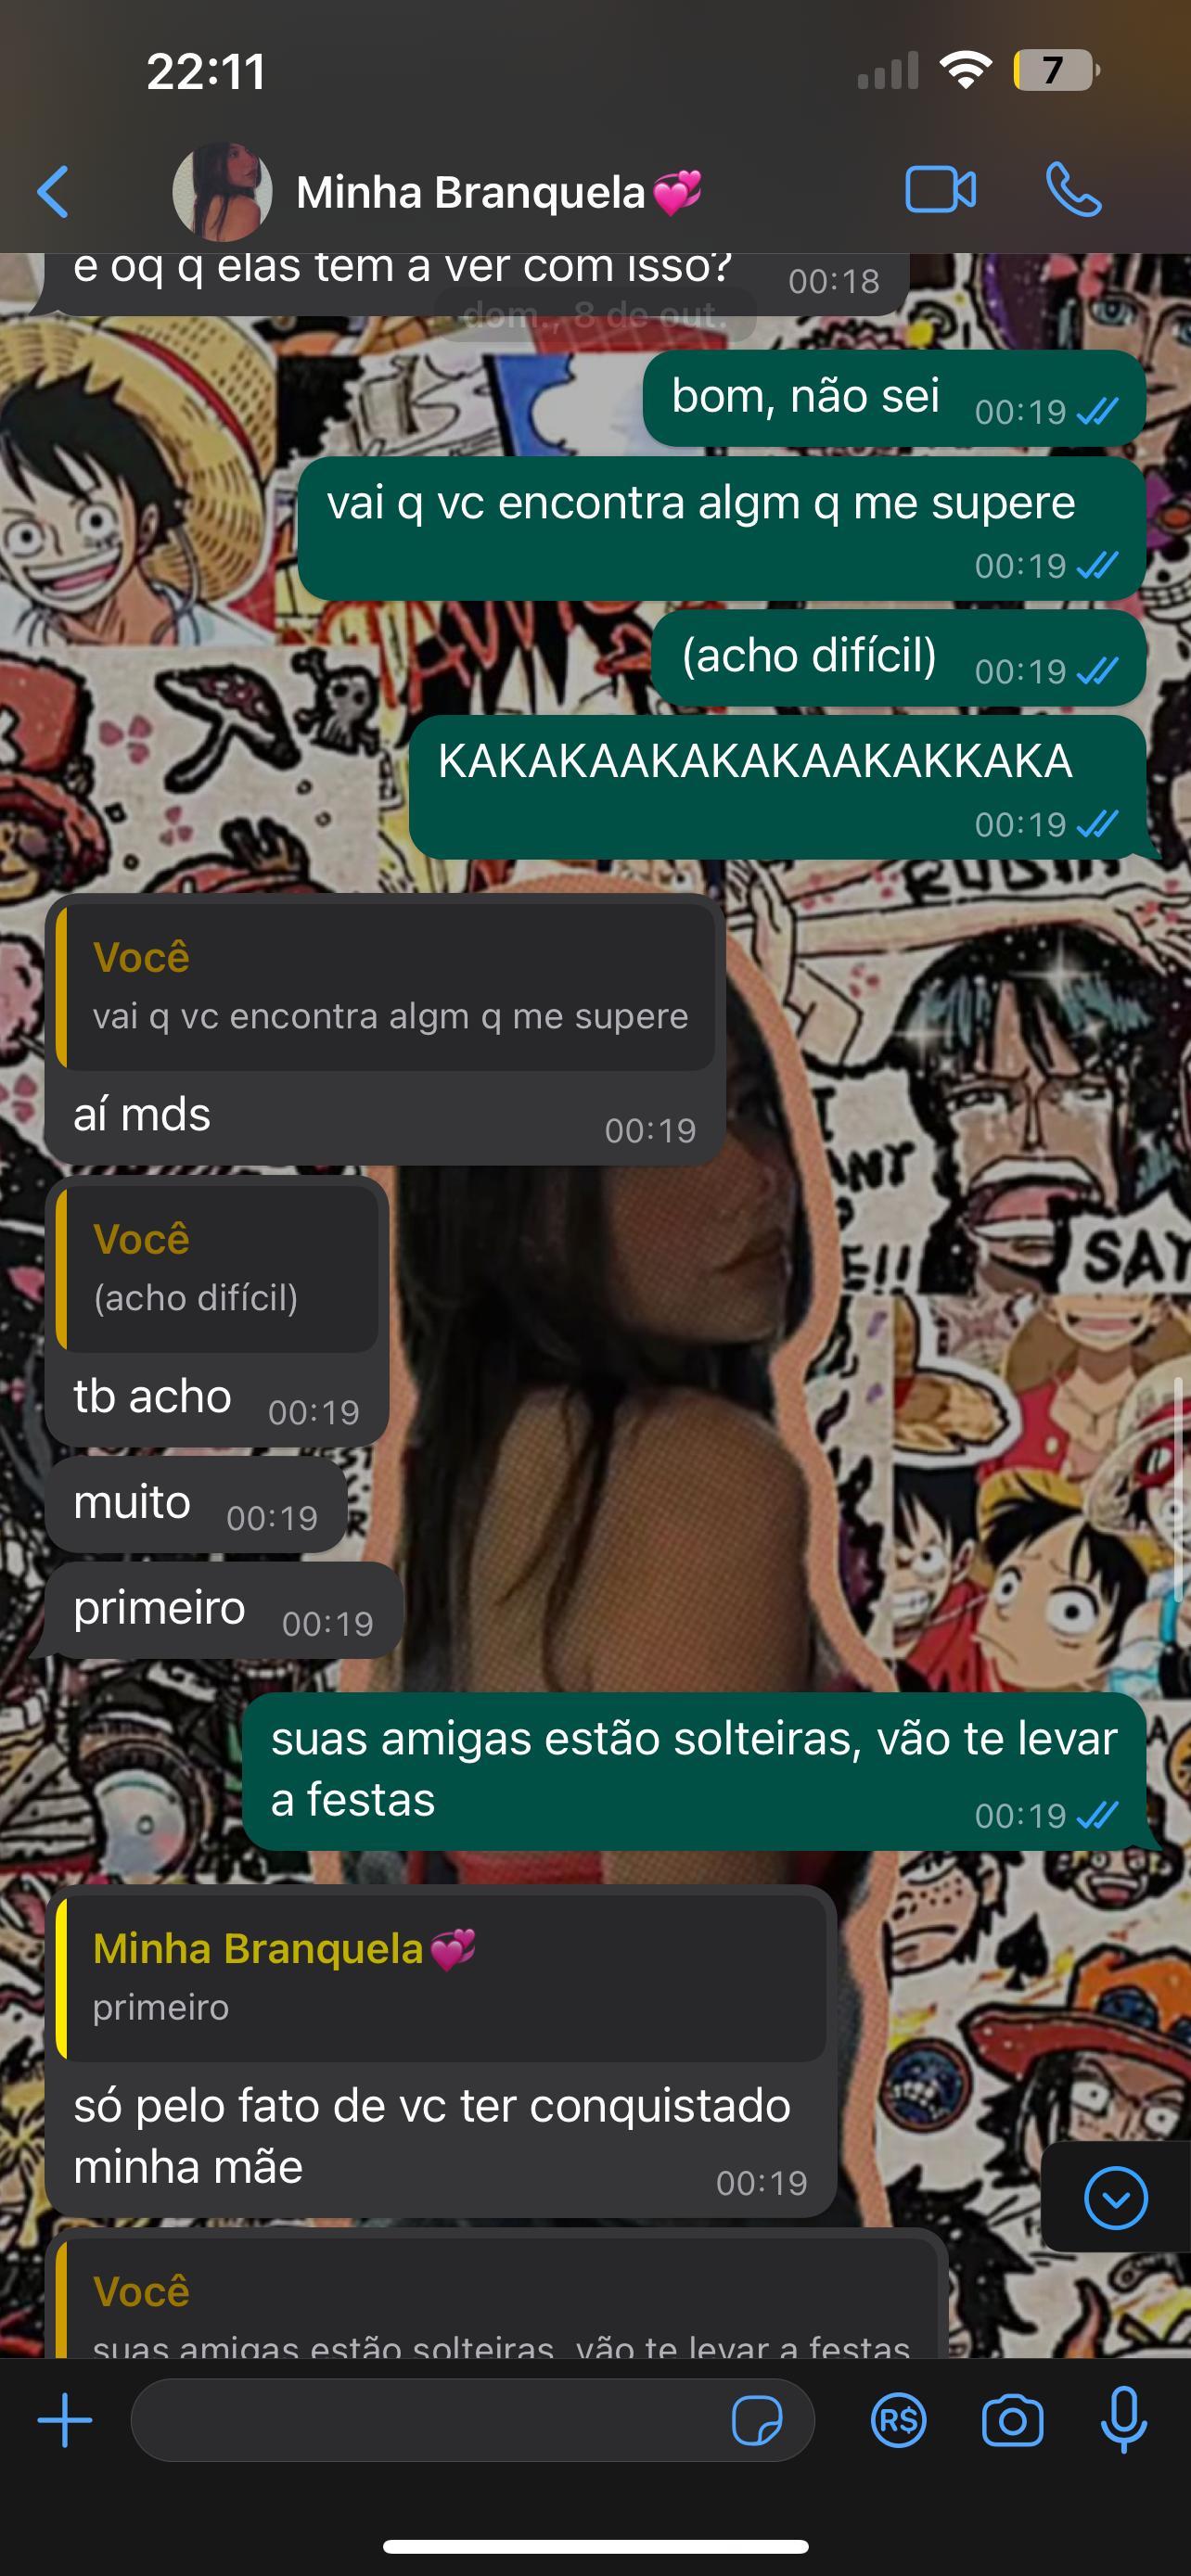 22:11
7
Minha Branquela💞
e oq q elas tem a ver com isso? 00:18
dom., 8 de out.
bom, não sei 00:19
vai q vc encontra algm q me supere
00:19
(acho difícil) 00:19
KAKAKAAKAKAKAAKAKKAKA
00:19
RUBIN
Você
vai q vc encontra algm q me supere
aí mds 00:19
ANT
E!!
SAY
Você
(acho difícil)
tb acho 00:19
muito 00:19
primeiro 00:19
suas amigas estão solteiras, vão te levar
a festas 00:19
Minha Branquela💞
primeiro
só pelo fato de vc ter conquistado
minha mãe 00:19
Você
suas amigas estão solteiras, vão te levar a festas
R$